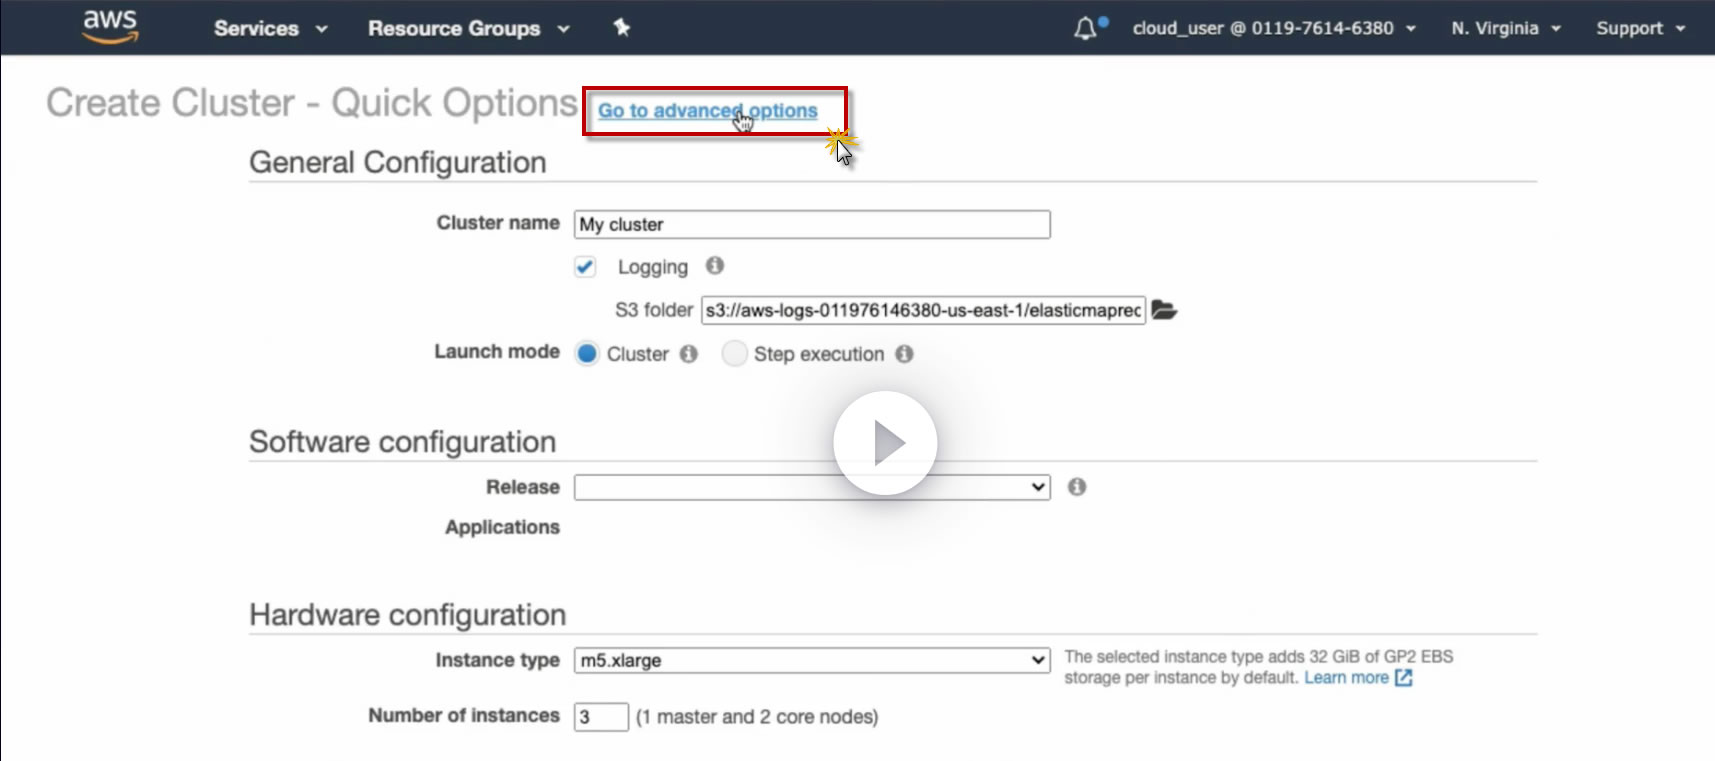 aws Services Resource Groups cloud_user @ 0119-7614-6380 N. Virginia Support
Create Cluster - Quick Options Go to advanced options
General Configuration
Cluster name My cluster
Logging
S3 folder s3://aws-logs-011976146380-us-east-1/elasticmaprec
Launch mode Cluster Step execution
Software configuration
Release
Applications
Hardware configuration
Instance type m5.xlarge The selected instance type adds 32 GiB of GP2 EBS
storage per instance by default. Learn more
Number of instances 3 (1 master and 2 core nodes)